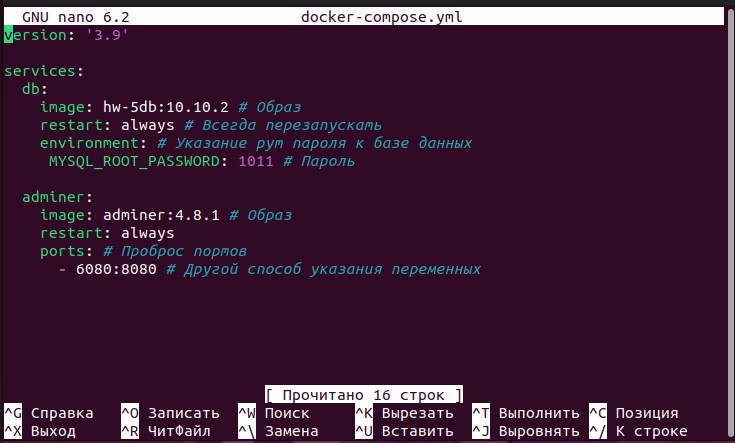 GNU nano 6.2 docker-compose.yml
version: '3.9'
services:
db:
image: hw-5db:10.10.2 # Образ
restart: always # Всегда перезапускать
environment: # Указание рут пароля к базе данных
MYSQL_ROOT_PASSWORD: 1011 # Пароль
adminer:
image: adminer:4.8.1 # Образ
restart: always
ports: # Проброс портов
- 6080:8080 # Другой способ указания переменных
[ Прочитано 16 строк ]
^G Справка ^O Записать ^W Поиск ^K Вырезать ^T Выполнить ^C Позиция
^X Выход ^R ЧитФайл ^\ Замена ^U Вставить ^J Выровнять ^/ К строке